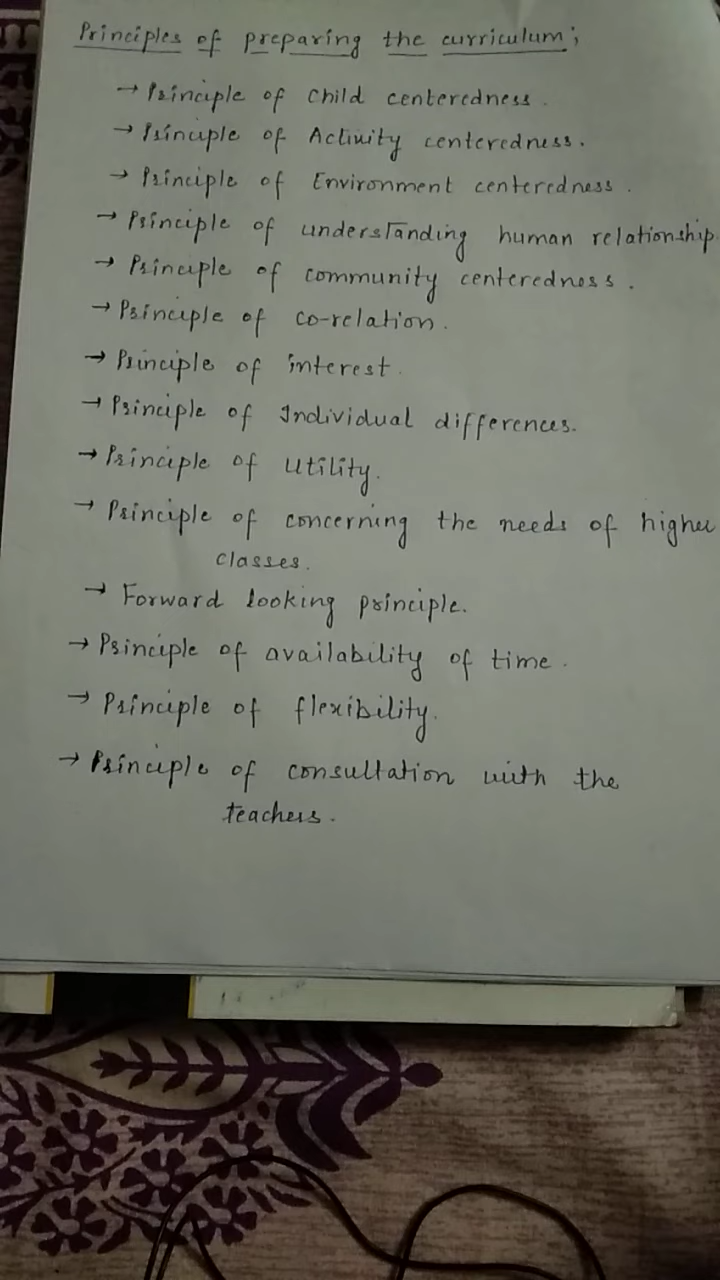 Principles of preparing the curriculum;
→ Principle of child centeredness.
→ Principle of Activity centeredness.
→ Principle of Environment centeredness.
→ Principle of understanding human relationship.
→ Principle of community centeredness.
→ Principle of co-relation.
→ Principle of interest.
→ Principle of Individual differences.
→ Principle of utility.
→ Principle of concerning the needs of higher
classes.
→ Forward looking principle.
→ Principle of availability of time.
→ Principle of flexibility.
→ Principle of consultation with the
teachers.